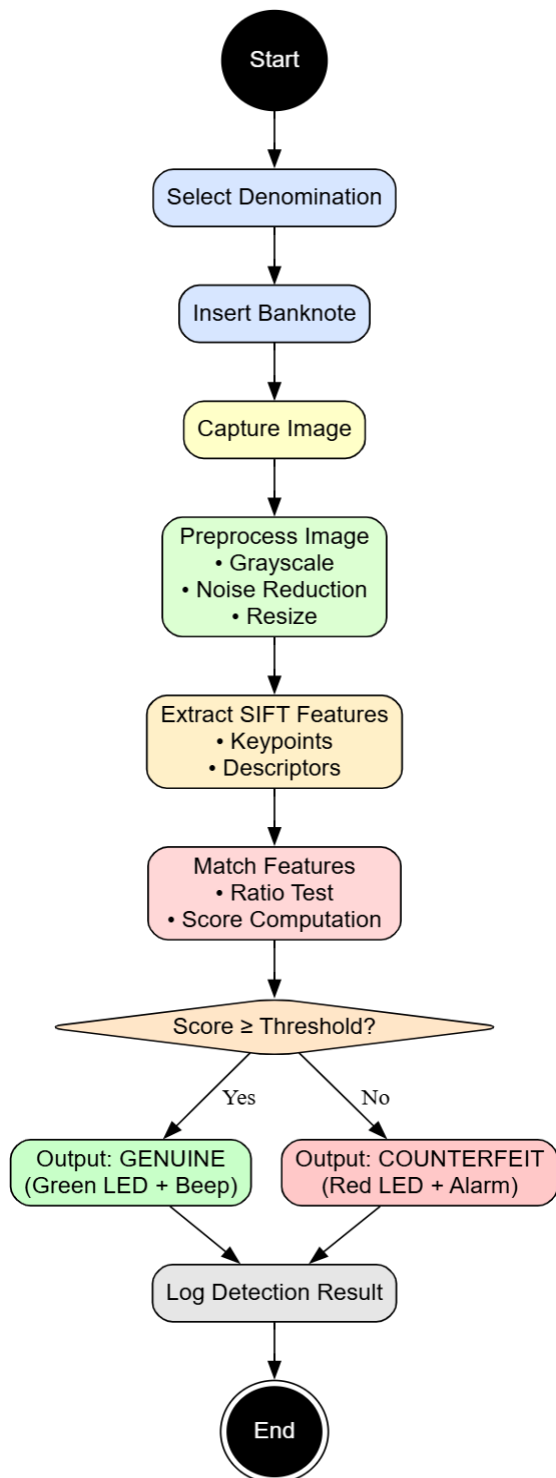 Start
Select Denomination
Insert Banknote
Capture Image
Preprocess Image
• Grayscale
• Noise Reduction
• Resize
Extract SIFT Features
• Keypoints
• Descriptors
Match Features
• Ratio Test
• Score Computation
Score ≥ Threshold?
Yes
No
Output: GENUINE
(Green LED + Beep)
Output: COUNTERFEIT
(Red LED + Alarm)
Log Detection Result
End